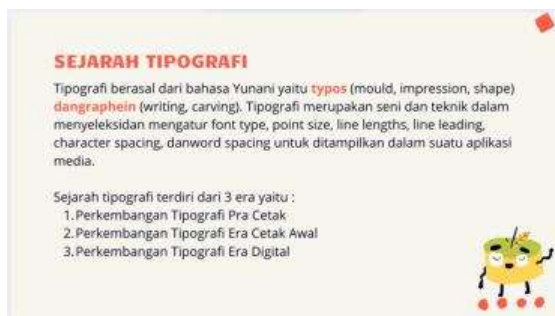 SEJARAH TIPOGRAFI
Tipografi berasal dari bahasa Yunani yaitu typos (mould, impression, shape)
dangraphein (writing, carving). Tipografi merupakan seni dan teknik dalam
menyeleksidan mengatur font type, point size, line lengths, line leading,
character spacing, danword spacing untuk ditampilkan dalam suatu aplikasi
media.
Sejarah tipografi terdiri dari 3 era yaitu :
1.Perkembangan Tipografi Pra Cetak
2.Perkembangan Tipografi Era Cetak Awal
3.Perkembangan Tipografi Era Digital